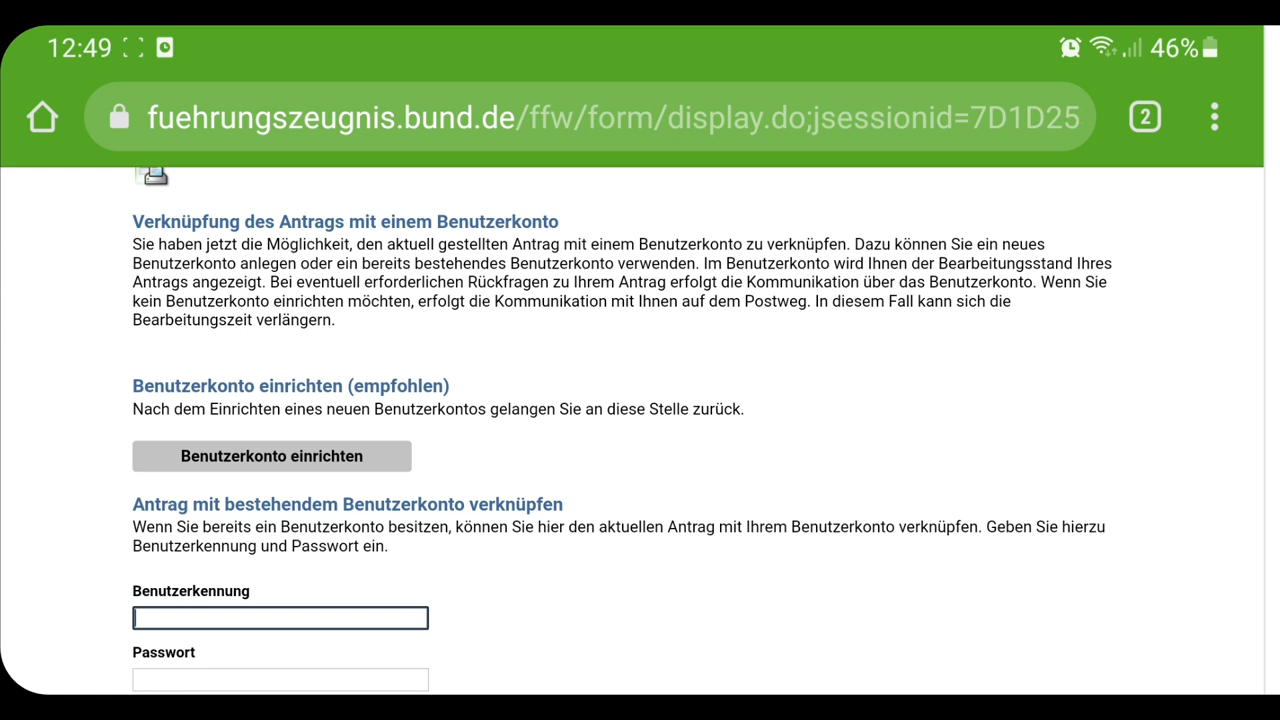 12:49
46%
fuehrungszeugnis.bund.de/ffw/form/display.do;jsessionid=7D1D25
2
Verknüpfung des Antrags mit einem Benutzerkonto
Sie haben jetzt die Möglichkeit, den aktuell gestellten Antrag mit einem Benutzerkonto zu verknüpfen. Dazu können Sie ein neues
Benutzerkonto anlegen oder ein bereits bestehendes Benutzerkonto verwenden. Im Benutzerkonto wird Ihnen der Bearbeitungsstand Ihres
Antrags angezeigt. Bei eventuell erforderlichen Rückfragen zu Ihrem Antrag erfolgt die Kommunikation über das Benutzerkonto. Wenn Sie
kein Benutzerkonto einrichten möchten, erfolgt die Kommunikation mit Ihnen auf dem Postweg. In diesem Fall kann sich die
Bearbeitungszeit verlängern.
Benutzerkonto einrichten (empfohlen)
Nach dem Einrichten eines neuen Benutzerkontos gelangen Sie an diese Stelle zurück.
Benutzerkonto einrichten
Antrag mit bestehendem Benutzerkonto verknüpfen
Wenn Sie bereits ein Benutzerkonto besitzen, können Sie hier den aktuellen Antrag mit Ihrem Benutzerkonto verknüpfen. Geben Sie hierzu
Benutzerkennung und Passwort ein.
Benutzerkennung
Passwort